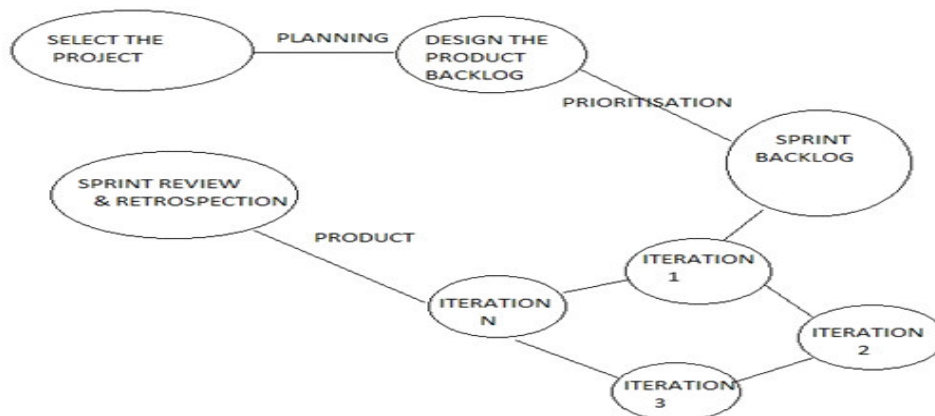 SELECT THE
PROJECT
PLANNING
DESIGN THE
PRODUCT
BACKLOG
PRIORITISATION
SPRINT
BACKLOG
SPRINT REVIEW
& RETROSPECTION
PRODUCT
ITERATION
1
ITERATION
N
ITERATION
2
ITERATION
3